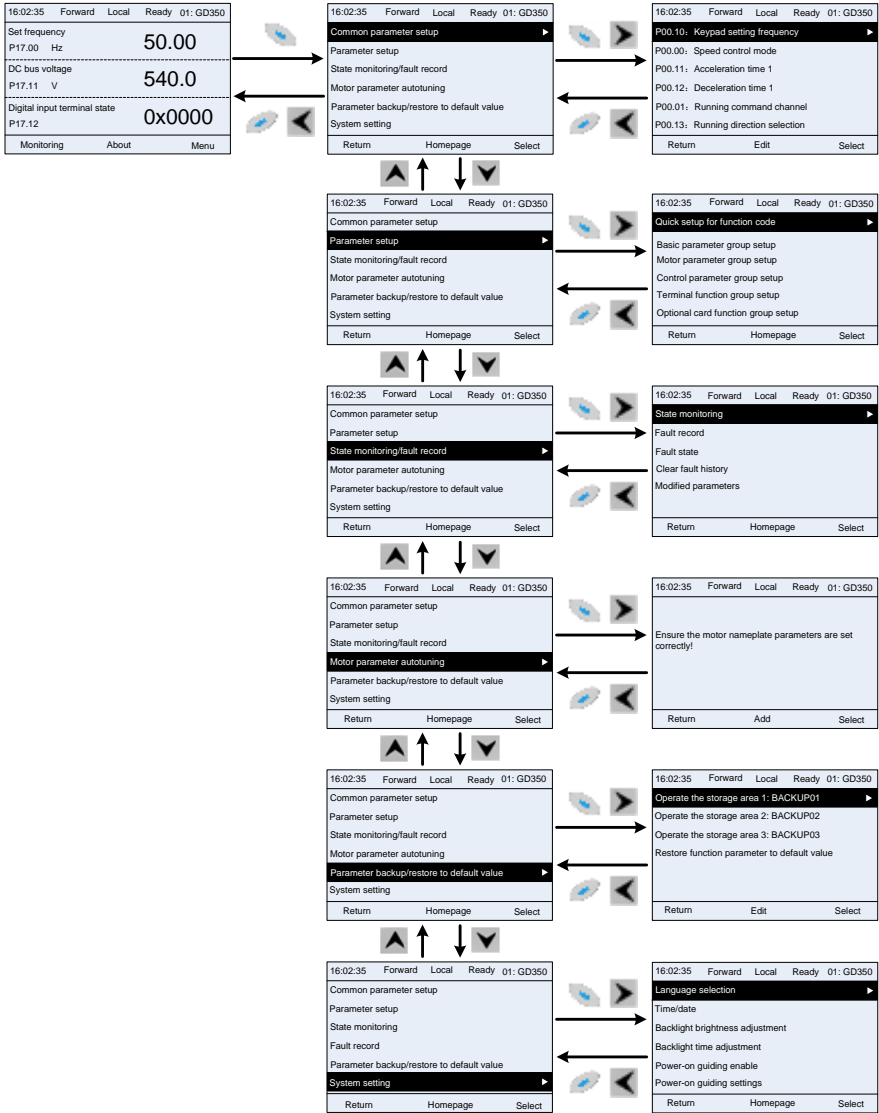 16:02:35 Forward Local Ready 01: GD350
Set frequency
P17.00 Hz 50.00
DC bus voltage
P17.11 V 540.0
Digital input terminal state
P17.12 0x0000
Monitoring About Menu
16:02:35 Forward Local Ready 01: GD350
Common parameter setup
Parameter setup
State monitoring/fault record
Motor parameter autotuning
Parameter backup/restore to default value
System setting
Return Homepage Select
16:02:35 Forward Local Ready 01: GD350
P00.10: Keypad setting frequency
P00.00: Speed control mode
P00.11: Acceleration time 1
P00.12: Deceleration time 1
P00.01: Running command channel
P00.13: Running direction selection
Return Edit Select
16:02:35 Forward Local Ready 01: GD350
Common parameter setup
Parameter setup
State monitoring/fault record
Motor parameter autotuning
Parameter backup/restore to default value
System setting
Return Homepage Select
16:02:35 Forward Local Ready 01: GD350
Quick setup for function code
Basic parameter group setup
Motor parameter group setup
Control parameter group setup
Terminal function group setup
Optional card function group setup
Return Homepage Select
16:02:35 Forward Local Ready 01: GD350
Common parameter setup
Parameter setup
State monitoring/fault record
Motor parameter autotuning
Parameter backup/restore to default value
System setting
Return Homepage Select
16:02:35 Forward Local Ready 01: GD350
State monitoring
Fault record
Fault state
Clear fault history
Modified parameters
Return Homepage Select
16:02:35 Forward Local Ready 01: GD350
Common parameter setup
Parameter setup
State monitoring/fault record
Motor parameter autotuning
Parameter backup/restore to default value
System setting
Return Homepage Select
16:02:35 Forward Local Ready 01: GD350
Ensure the motor nameplate parameters are set
correctly!
Return Add Select
16:02:35 Forward Local Ready 01: GD350
Common parameter setup
Parameter setup
State monitoring/fault record
Motor parameter autotuning
Parameter backup/restore to default value
System setting
Return Homepage Select
16:02:35 Forward Local Ready 01: GD350
Operate the storage area 1: BACKUP01
Operate the storage area 2: BACKUP02
Operate the storage area 3: BACKUP03
Restore function parameter to default value
Return Edit Select
16:02:35 Forward Local Ready 01: GD350
Common parameter setup
Parameter setup
State monitoring
Fault record
Parameter backup/restore to default value
System setting
Return Homepage Select
16:02:35 Forward Local Ready 01: GD350
Language selection
Time/date
Backlight brightness adjustment
Backlight time adjustment
Power-on guiding enable
Power-on guiding settings
Return Homepage Select